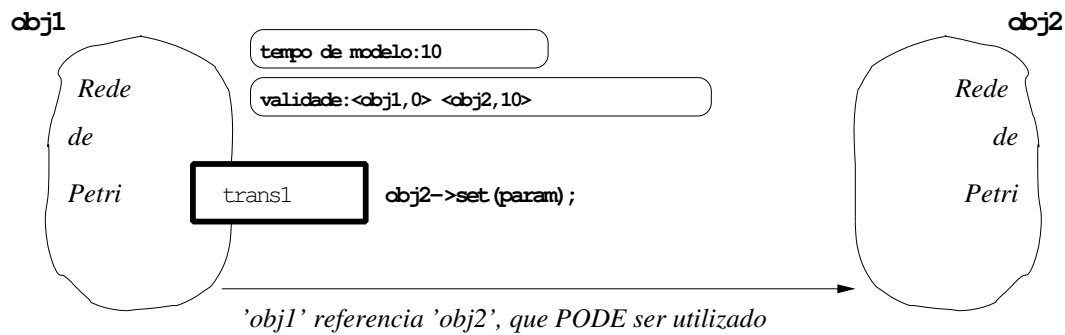 obj1
obj2
tempo de modelo:10
validade:<obj1,0> <obj2,10>
Rede
de
Petri
trans1
obj2->set(param);
Rede
de
Petri
'obj1' referencia 'obj2', que PODE ser utilizado